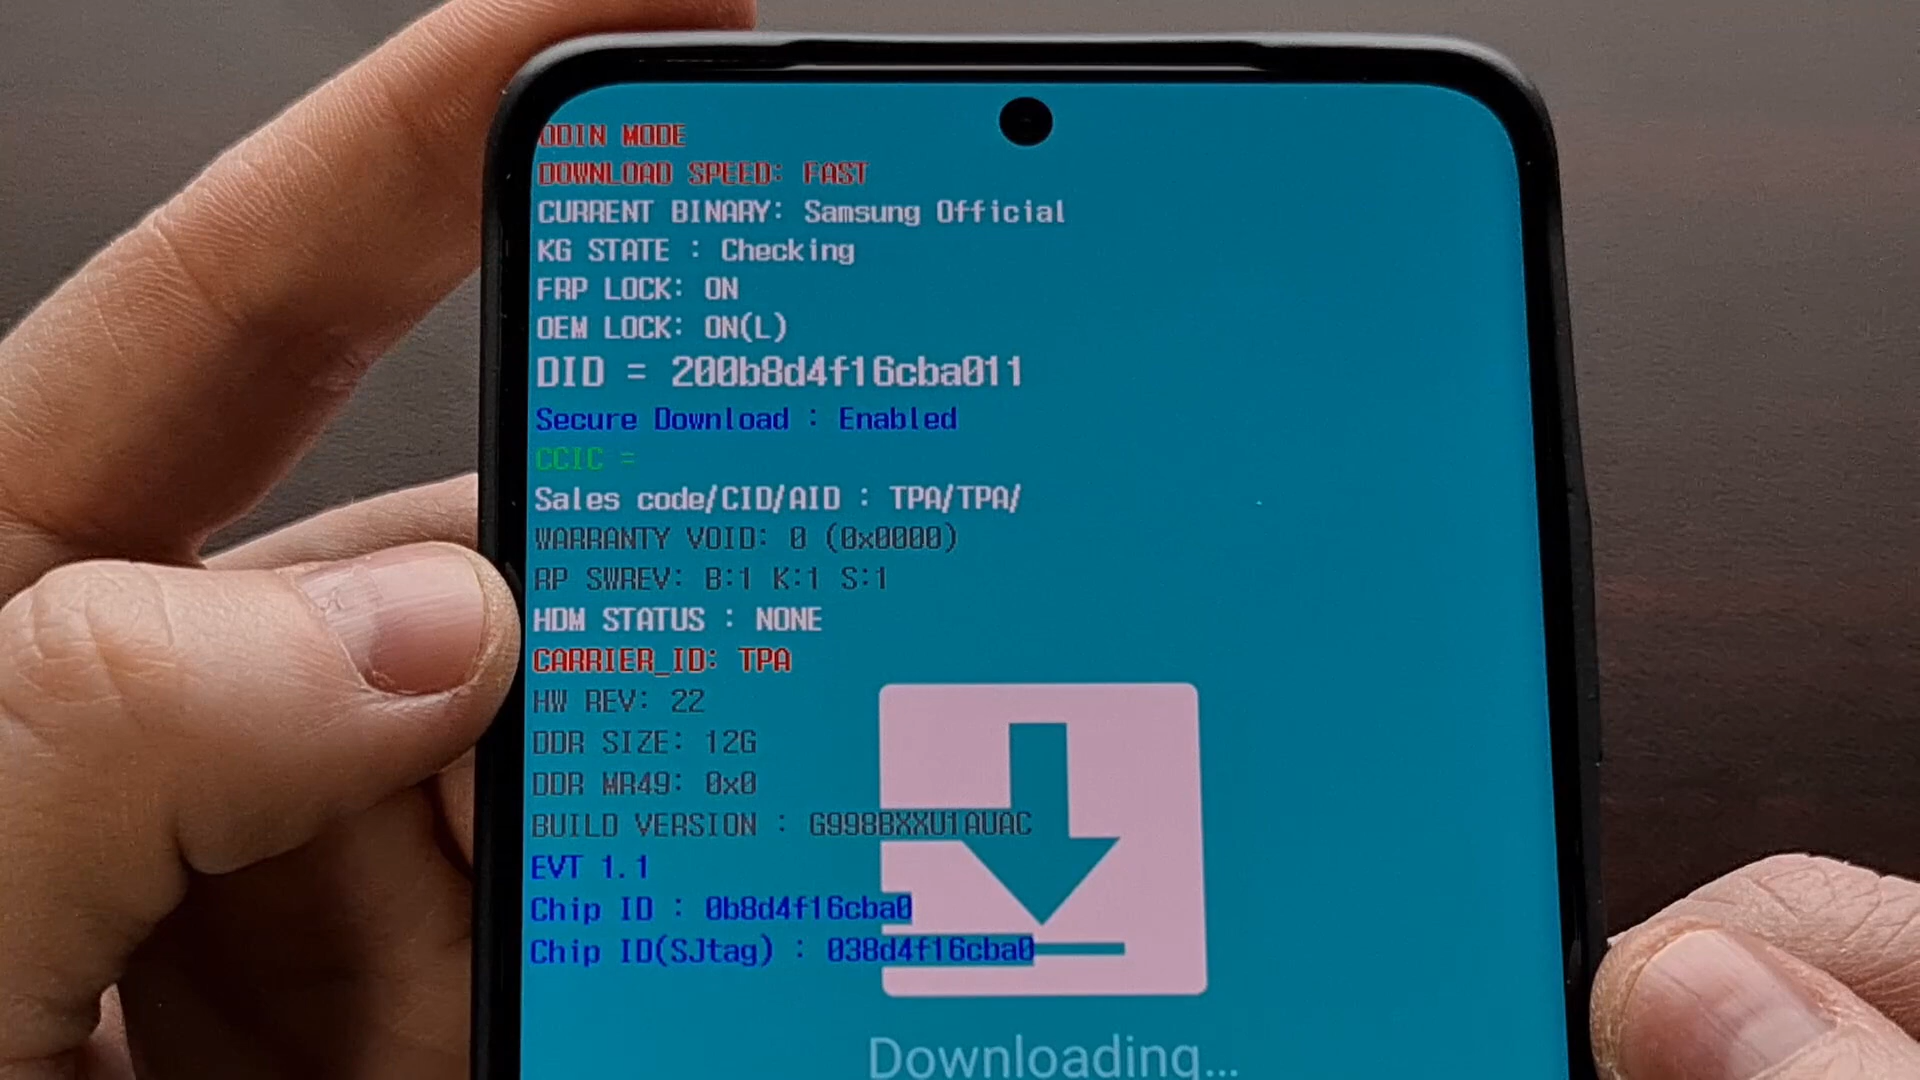 ODIN MODE
DOWNLOAD SPEED: FAST
CURRENT BINARY: Samsung Official
KG STATE : Checking
FRP LOCK: ON
OEM LOCK: ON(L)
DID = 200b8d4f16cba011
Secure Download : Enabled
CCIC =
Sales code/CID/AID : TPA/TPA/
WARRANTY VOID: 0 (0x0000)
RP SWREV: B:1 K:1 S:1
HDM STATUS : NONE
CARRIER_ID: TPA
HW REV: 22
DDR SIZE: 12G
DDR MR49: 0x0
BUILD VERSION : G998BXXU1AUAC
EVT 1.1
Chip ID : 0b8d4f16cba0
Chip ID(SJtag) : 038d4f16cba0
Downloading...